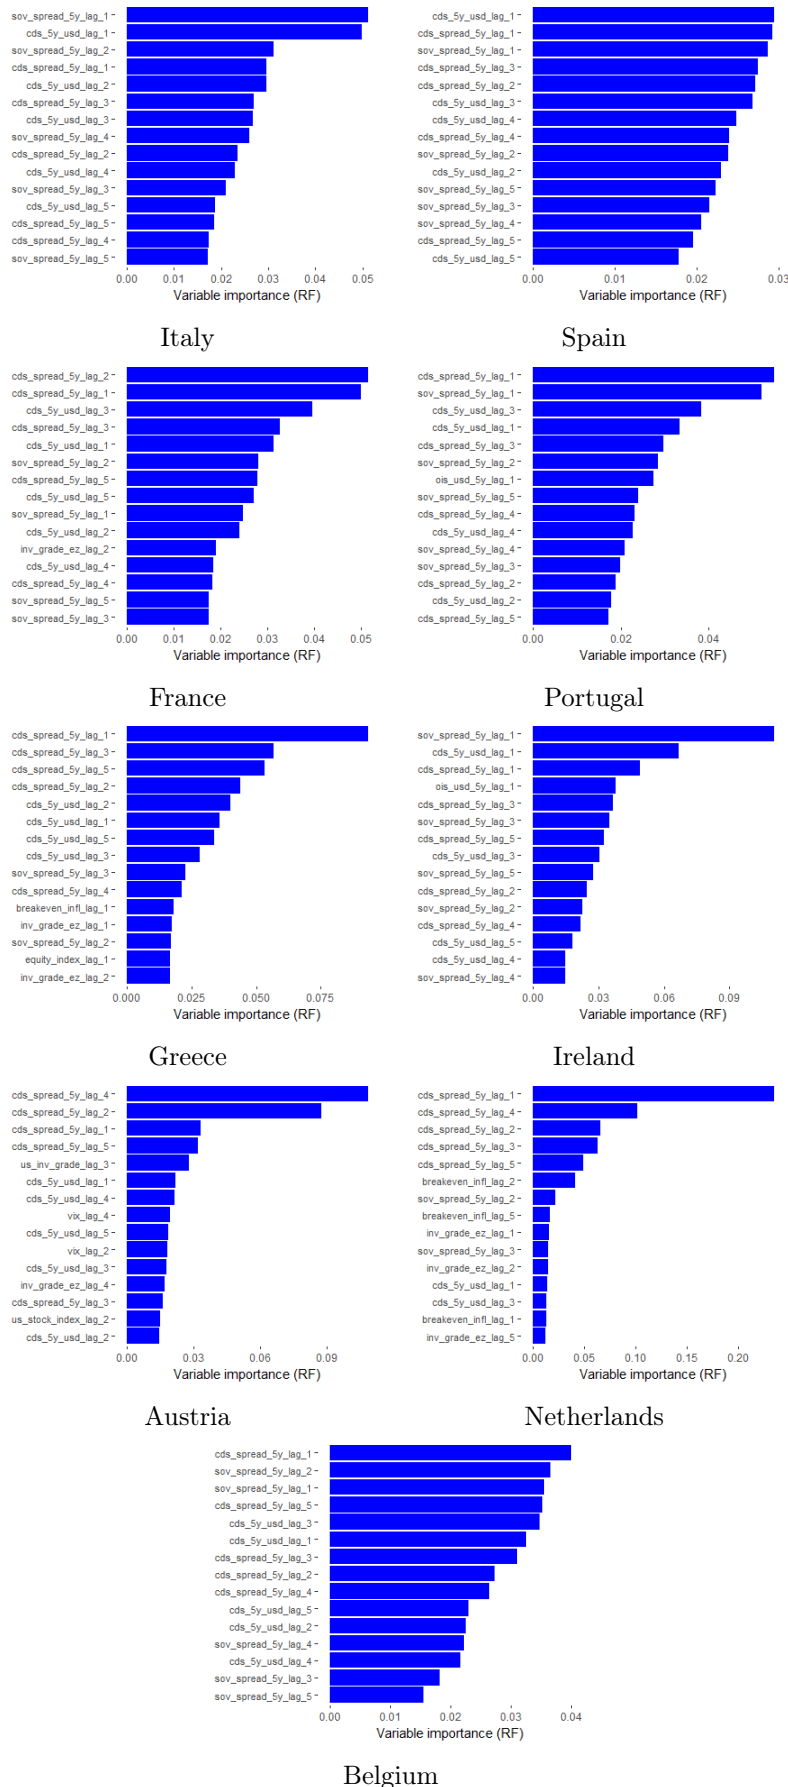 sov_spread_5y_lag_1
cds_5y_usd_lag_1
sov_spread_5y_lag_2
cds_spread_5y_lag_1
cds_5y_usd_lag_2
cds_spread_5y_lag_3
cds_5y_usd_lag_3
sov_spread_5y_lag_4
cds_spread_5y_lag_2
cds_5y_usd_lag_4
sov_spread_5y_lag_3
cds_5y_usd_lag_5
cds_spread_5y_lag_5
cds_spread_5y_lag_4
sov_spread_5y_lag_5
0.00 0.01 0.02 0.03 0.04 0.05
Variable importance (RF)
Italy
cds_5y_usd_lag_1
cds_spread_5y_lag_1
sov_spread_5y_lag_1
cds_spread_5y_lag_3
cds_spread_5y_lag_2
cds_5y_usd_lag_3
cds_5y_usd_lag_4
cds_spread_5y_lag_4
sov_spread_5y_lag_2
cds_5y_usd_lag_2
sov_spread_5y_lag_5
sov_spread_5y_lag_3
sov_spread_5y_lag_4
cds_spread_5y_lag_5
cds_5y_usd_lag_5
0.00 0.01 0.02 0.03
Variable importance (RF)
Spain
cds_spread_5y_lag_2
cds_spread_5y_lag_1
cds_5y_usd_lag_3
cds_spread_5y_lag_3
cds_5y_usd_lag_1
sov_spread_5y_lag_2
cds_spread_5y_lag_5
cds_5y_usd_lag_5
sov_spread_5y_lag_1
cds_5y_usd_lag_2
inv_grade_ez_lag_2
cds_5y_usd_lag_4
cds_spread_5y_lag_4
sov_spread_5y_lag_5
sov_spread_5y_lag_3
0.00 0.01 0.02 0.03 0.04 0.05
Variable importance (RF)
France
cds_spread_5y_lag_1
sov_spread_5y_lag_1
cds_5y_usd_lag_3
cds_5y_usd_lag_1
cds_spread_5y_lag_3
sov_spread_5y_lag_2
ois_usd_5y_lag_1
sov_spread_5y_lag_5
cds_spread_5y_lag_4
cds_5y_usd_lag_4
sov_spread_5y_lag_4
sov_spread_5y_lag_3
cds_spread_5y_lag_2
cds_5y_usd_lag_2
cds_spread_5y_lag_5
0.00 0.02 0.04
Variable importance (RF)
Portugal
cds_spread_5y_lag_1
cds_spread_5y_lag_3
cds_spread_5y_lag_5
cds_spread_5y_lag_2
cds_5y_usd_lag_2
cds_5y_usd_lag_1
cds_5y_usd_lag_5
cds_5y_usd_lag_3
sov_spread_5y_lag_3
cds_spread_5y_lag_4
breakeven_infl_lag_1
inv_grade_ez_lag_1
sov_spread_5y_lag_2
equity_index_lag_1
inv_grade_ez_lag_2
0.000 0.025 0.050 0.075
Variable importance (RF)
Greece
sov_spread_5y_lag_1
cds_5y_usd_lag_1
cds_spread_5y_lag_1
ois_usd_5y_lag_1
cds_spread_5y_lag_3
sov_spread_5y_lag_3
cds_spread_5y_lag_5
cds_5y_usd_lag_3
sov_spread_5y_lag_5
cds_spread_5y_lag_2
sov_spread_5y_lag_2
cds_spread_5y_lag_4
cds_5y_usd_lag_5
cds_5y_usd_lag_4
sov_spread_5y_lag_4
0.00 0.03 0.06 0.09
Variable importance (RF)
Ireland
cds_spread_5y_lag_4
cds_spread_5y_lag_2
cds_spread_5y_lag_1
cds_spread_5y_lag_5
us_inv_grade_lag_3
cds_5y_usd_lag_1
cds_5y_usd_lag_4
vix_lag_4
cds_5y_usd_lag_5
vix_lag_2
cds_5y_usd_lag_3
inv_grade_ez_lag_4
cds_spread_5y_lag_3
us_stock_index_lag_2
cds_5y_usd_lag_2
0.00 0.03 0.06 0.09
Variable importance (RF)
Austria
cds_spread_5y_lag_1
cds_spread_5y_lag_4
cds_spread_5y_lag_2
cds_spread_5y_lag_3
cds_spread_5y_lag_5
breakeven_infl_lag_2
sov_spread_5y_lag_2
breakeven_infl_lag_5
inv_grade_ez_lag_1
sov_spread_5y_lag_3
inv_grade_ez_lag_2
cds_5y_usd_lag_1
cds_5y_usd_lag_3
breakeven_infl_lag_1
inv_grade_ez_lag_5
0.00 0.05 0.10 0.15 0.20
Variable importance (RF)
Netherlands
cds_spread_5y_lag_1
sov_spread_5y_lag_2
sov_spread_5y_lag_1
cds_spread_5y_lag_5
cds_5y_usd_lag_3
cds_5y_usd_lag_1
cds_spread_5y_lag_3
cds_spread_5y_lag_2
cds_spread_5y_lag_4
cds_5y_usd_lag_5
cds_5y_usd_lag_2
sov_spread_5y_lag_4
cds_5y_usd_lag_4
sov_spread_5y_lag_3
sov_spread_5y_lag_5
0.00 0.01 0.02 0.03 0.04
Variable importance (RF)
Belgium